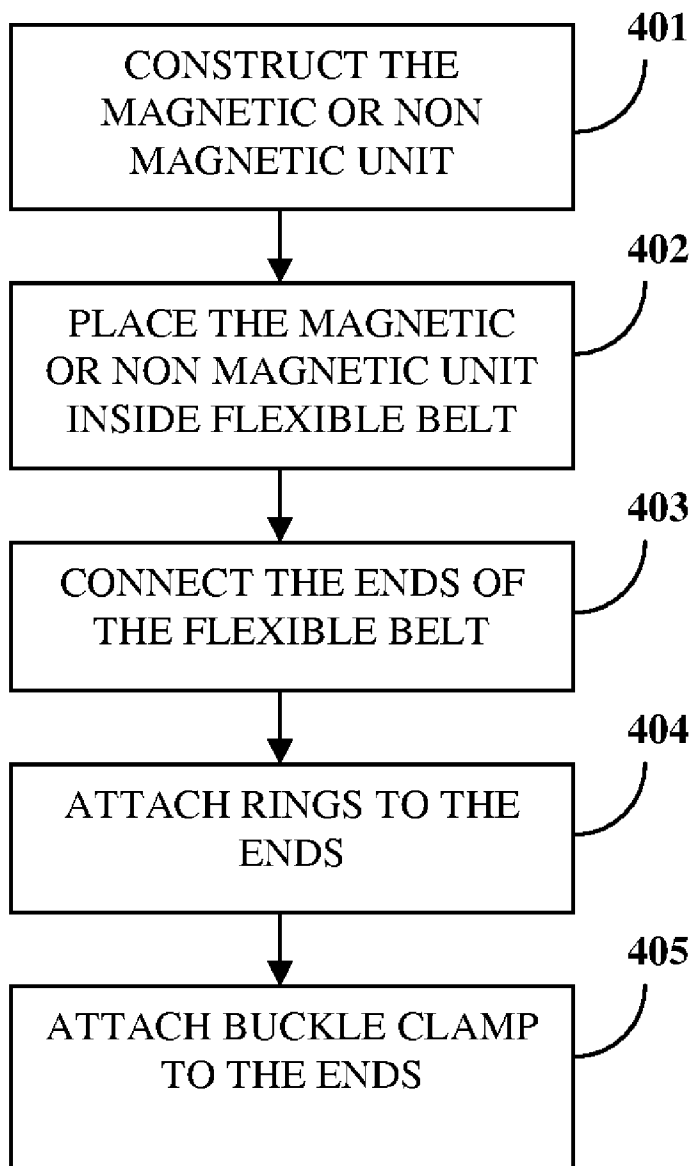 401
CONSTRUCT THE
MAGNETIC OR NON
MAGNETIC UNIT
402
PLACE THE MAGNETIC
OR NON MAGNETIC UNIT
INSIDE FLEXIBLE BELT
403
CONNECT THE ENDS OF
THE FLEXIBLE BELT
404
ATTACH RINGS TO THE
ENDS
405
ATTACH BUCKLE CLAMP
TO THE ENDS